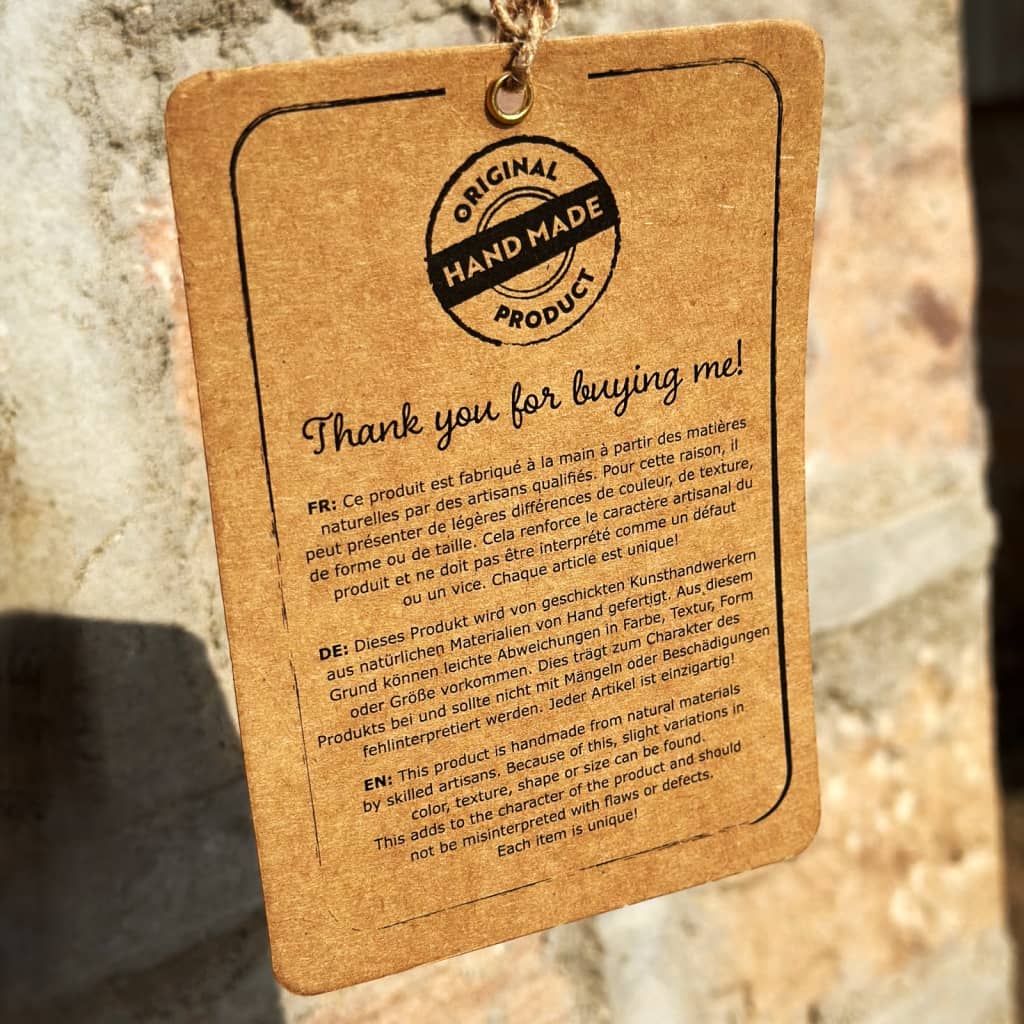 ORIGINAL
HAND MADE
PRODUCT
Thank you for buying me!
FR: Ce produit est fabriqué à la main à partir des matières
naturelles par des artisans qualifiés. Pour cette raison, il
peut présenter de légères différences de couleur, de texture,
de forme ou de taille. Cela renforce le caractère artisanal du
produit et ne doit pas être interprété comme un défaut
ou un vice. Chaque article est unique!
DE: Dieses Produkt wird von geschickten Kunsthandwerkern
aus natürlichen Materialien von Hand gefertigt. Aus diesem
Grund können leichte Abweichungen in Farbe, Textur, Form
oder Größe vorkommen. Dies trägt zum Charakter des
Produkts bei und sollte nicht mit Mängeln oder Beschädigungen
fehlinterpretiert werden. Jeder Artikel ist einzigartig!
EN: This product is handmade from natural materials
by skilled artisans. Because of this, slight variations in
color, texture, shape or size can be found.
This adds to the character of the product and should
not be misinterpreted with flaws or defects.
Each item is unique!